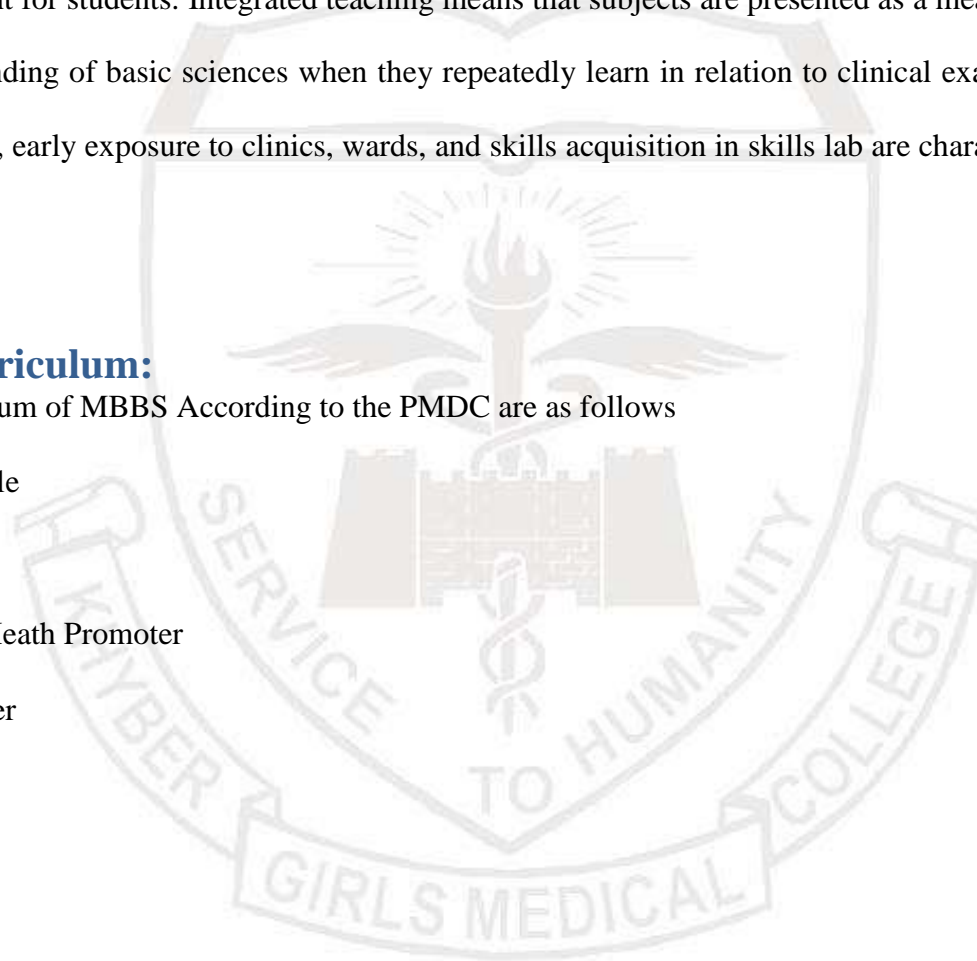 t for students. Integrated teaching means that subjects are presented as a mea
nding of basic sciences when they repeatedly learn in relation to clinical exa
, early exposure to clinics, wards, and skills acquisition in skills lab are chara
riculum:
um of MBBS According to the PMDC are as follows
le
Heath Promoter
er
SERVICE TO HUMANITY
KHYBER GIRLS MEDICAL COLLEGE